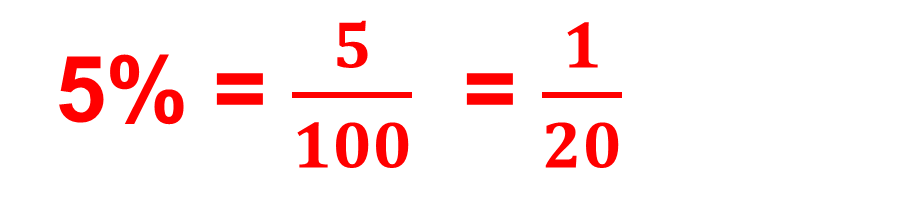 5% = 5/100 = 1/20